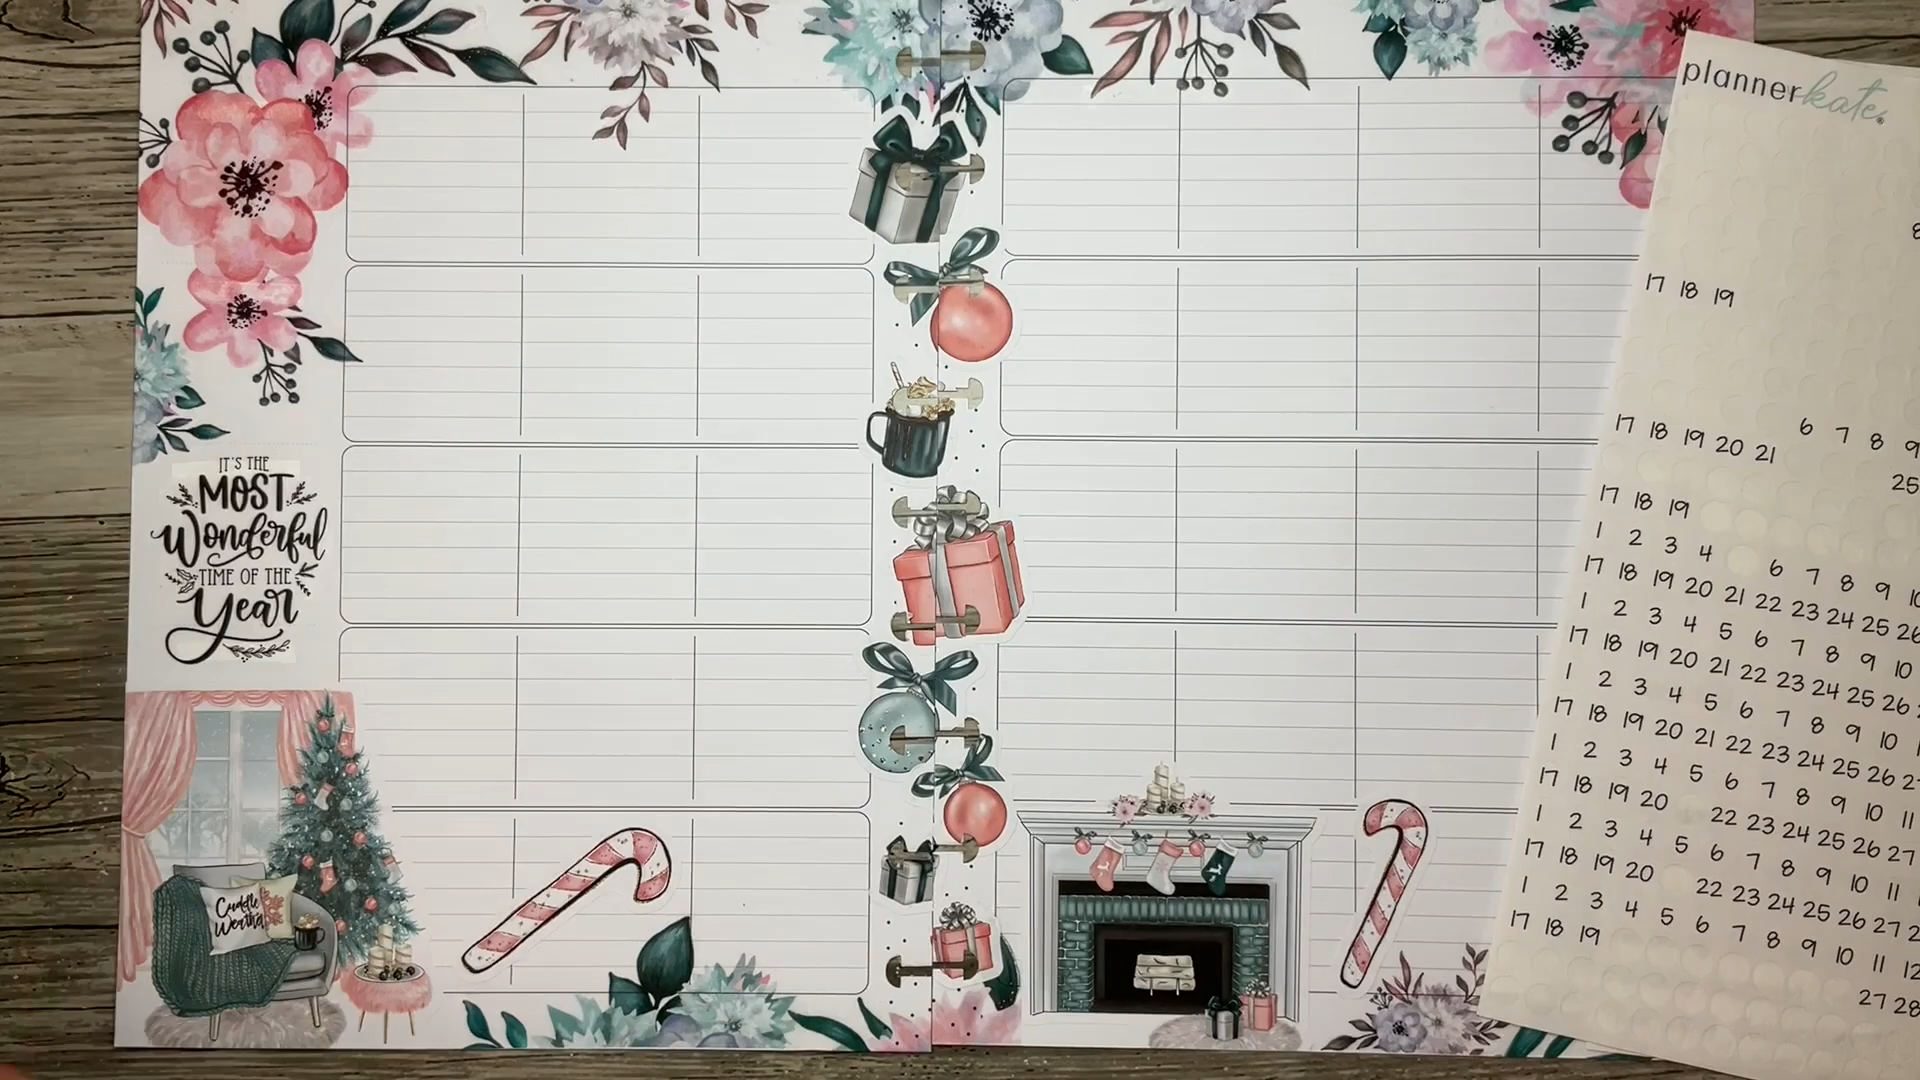 IT'S THE
MOST
Wonderful
TIME OF THE
Year
Cuddle
Weather
plannerkate
8
17 18 19
6 7 8 9
17 18 19 20 21
25
17 18 19
1 2 3 4 6 7 8 9 10
17 18 19 20 21 22 23 24 25 26
1 2 3 4 5 6 7 8 9 10
17 18 19 20 21 22 23 24 25 26
1 2 3 4 5 6 7 8 9 10
17 18 19 20 21 22 23 24 25 26
1 2 3 4 5 6 7 8 9 10 11
17 18 19 20 22 23 24 25 26 27
1 2 3 4 5 6 7 8 9 10 11
17 18 19 20 22 23 24 25 26 27
1 2 3 4 5 6 7 8 9 10 11 12
17 18 19
27 28